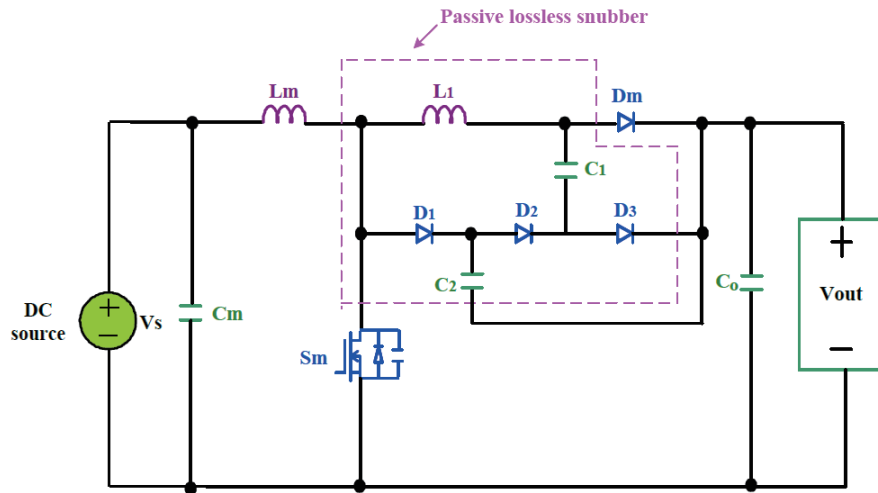 Passive lossless snubber
Lm
L1
Dm
C1
D1
D2
D3
C2
Co
Vout
DC
source
Vs
Cm
Sm